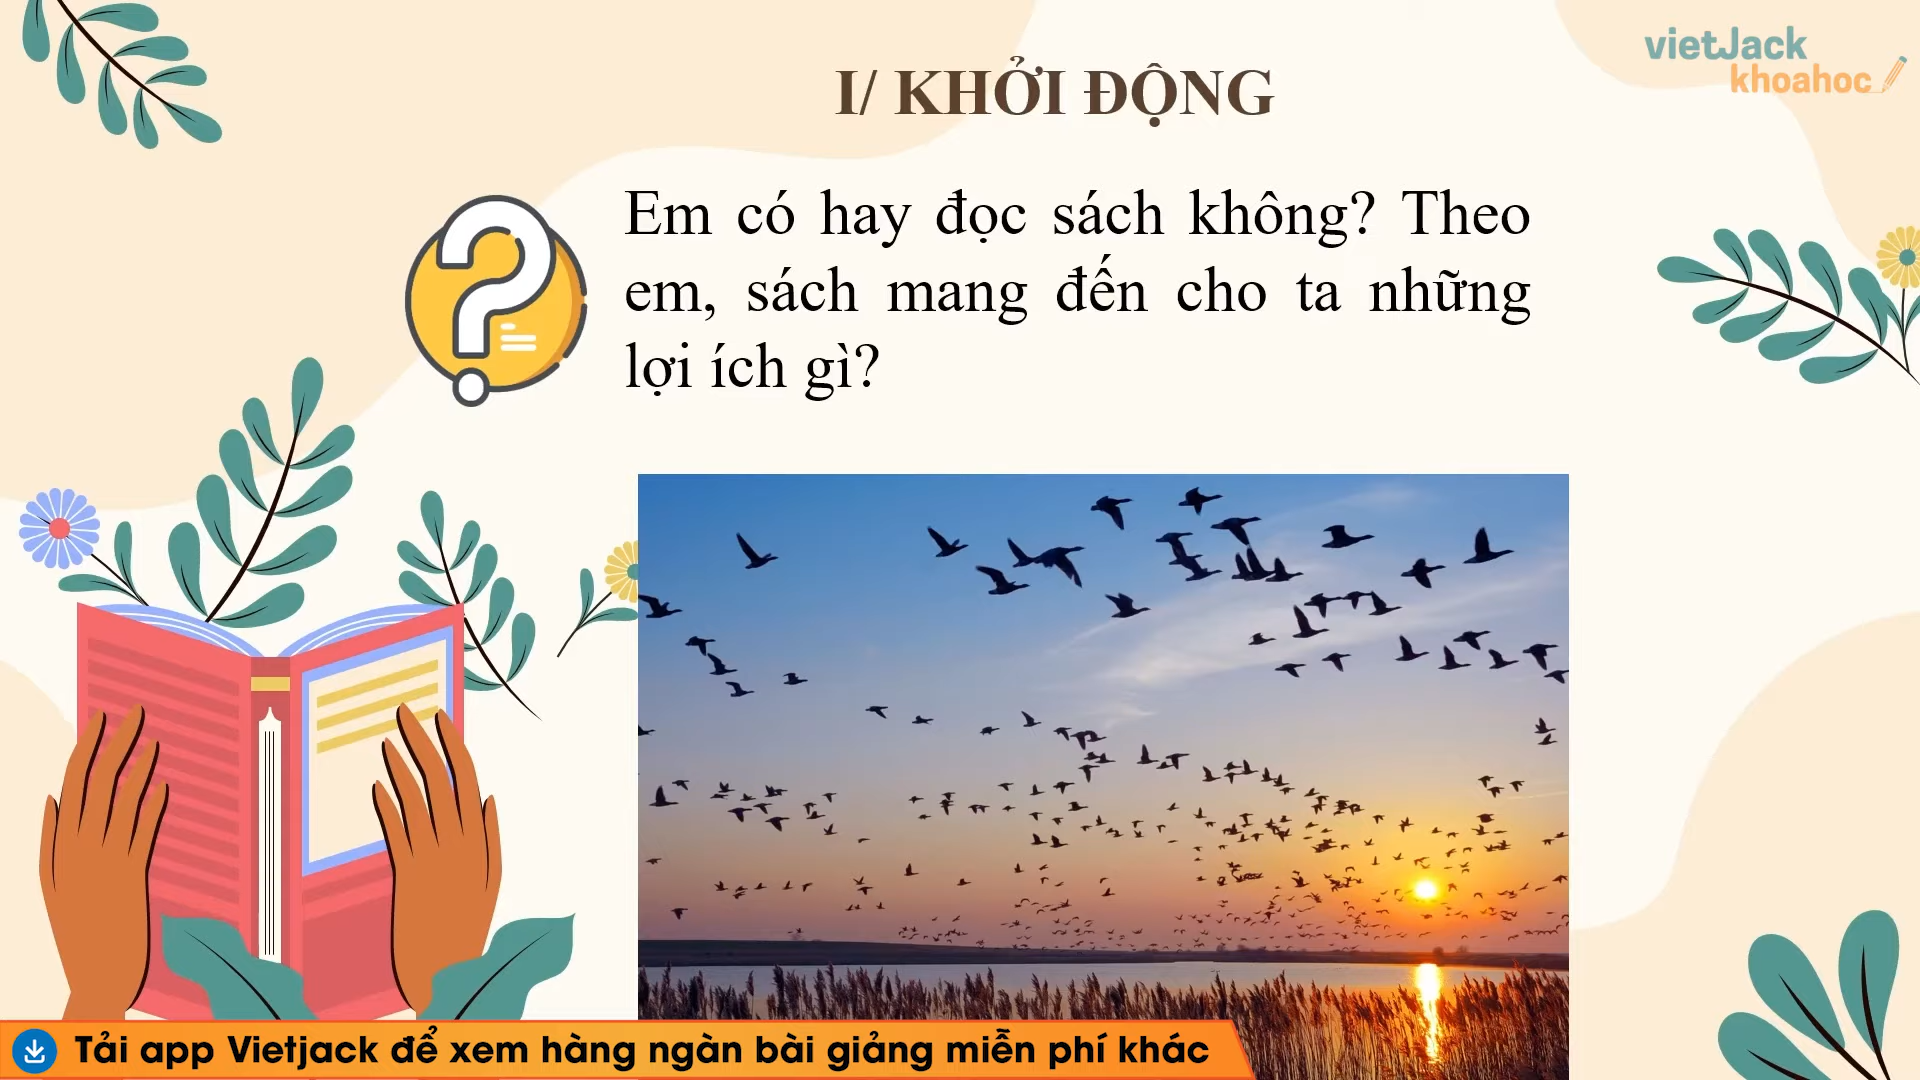 vietJack
khoahoc
I/ KHỞI ĐỘNG
Em có hay đọc sách không? Theo
em, sách mang đến cho ta những
lợi ích gì?
Tải app Vietjack để xem hàng ngàn bài giảng miễn phí khác